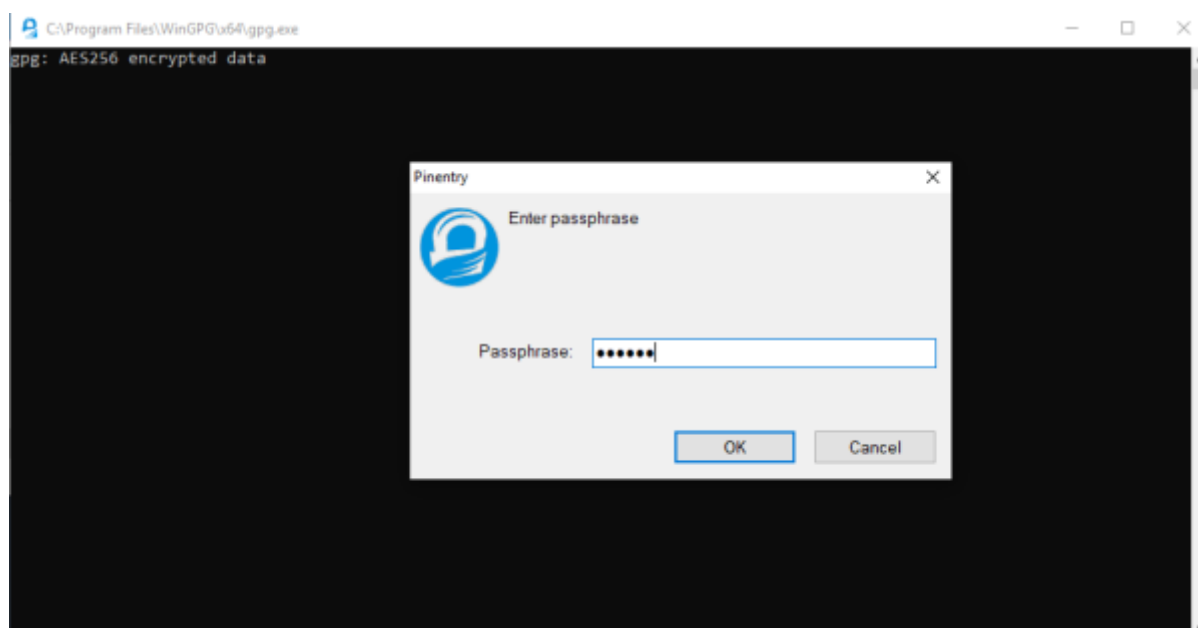 C:\Program Files\WinGPG\x64\gpg.exe
gpg: AES256 encrypted data
Pinentry
Enter passphrase
Passphrase: ●●●●●●
OK
Cancel